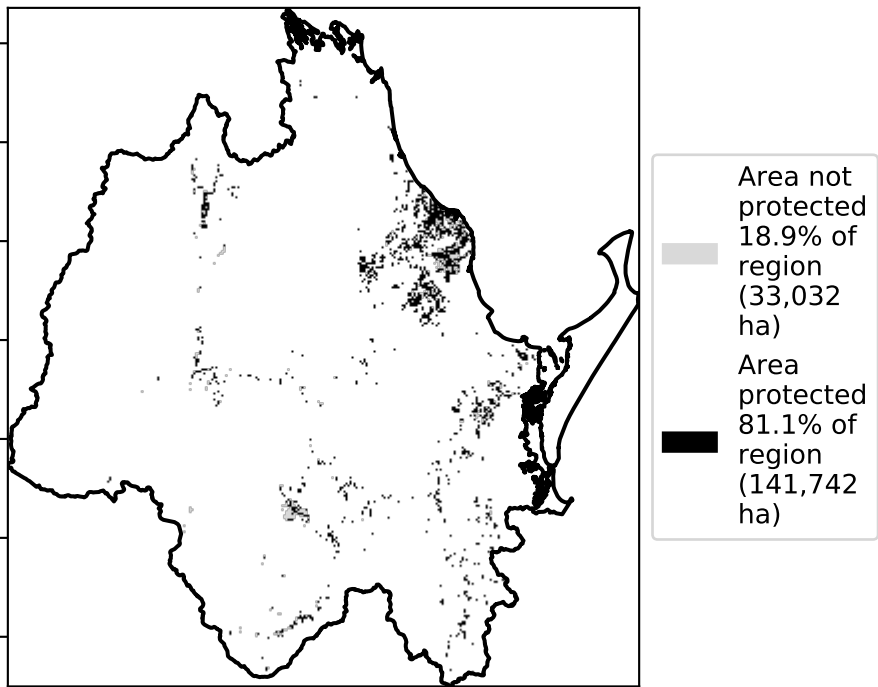 Area not
protected
18.9% of
region
(33,032
ha)
Area
protected
81.1% of
region
(141,742
ha)